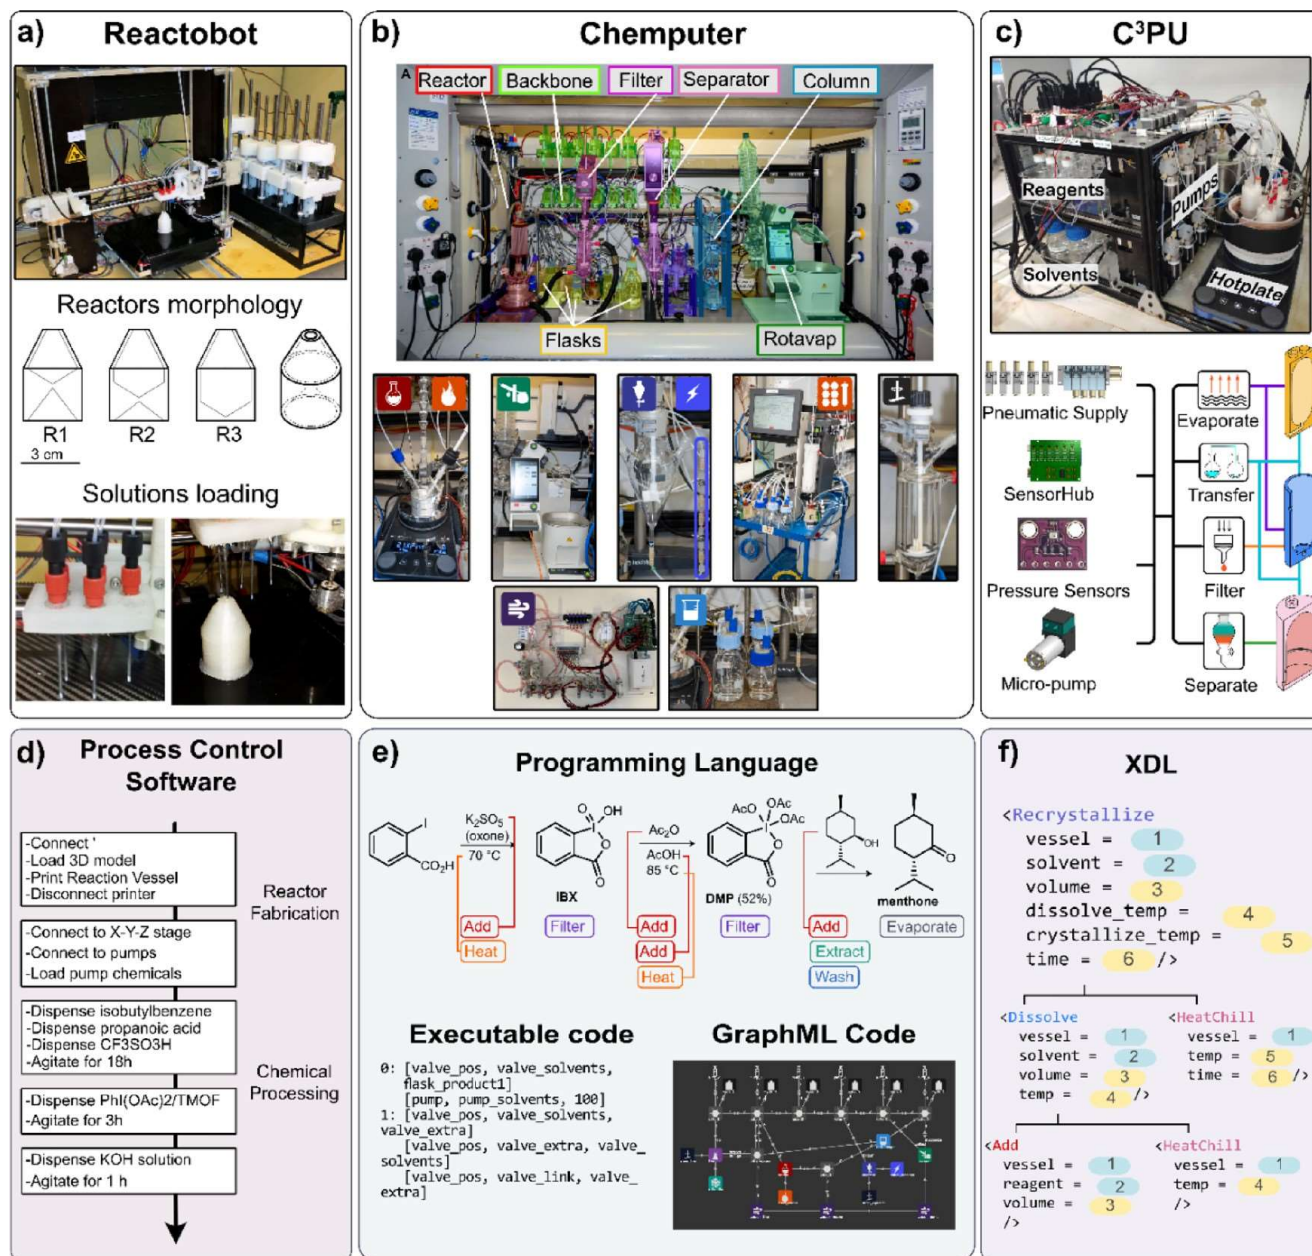 a) Reactobot
Reactors morphology
R1 R2 R3
3 cm
Solutions loading
b) Chemputer
A
Reactor Backbone Filter Separator Column
Flasks
Rotavap
c) C³PU
Reagents
Pumps
Solvents
Hotplate
Pneumatic Supply
SensorHub
Pressure Sensors
Micro-pump
Evaporate
Transfer
Filter
Separate
d) Process Control
Software
-Connect '
-Load 3D model
-Print Reaction Vessel
-Disconnect printer
Reactor
Fabrication
-Connect to X-Y-Z stage
-Connect to pumps
-Load pump chemicals
-Dispense isobutylbenzene
-Dispense propanoic acid
-Dispense CF3SO3H
-Agitate for 18h
Chemical
Processing
-Dispense PhI(OAc)2/TMOF
-Agitate for 3h
-Dispense KOH solution
-Agitate for 1 h
e) Programming Language
I
CO₂H
K₂SO₅
(oxone)
70 °C
O OH
I
O
O
IBX
Ac₂O
AcOH
85 °C
OAc
AcO OAc
I
O
O
DMP (52%)
OH
O
menthone
Add Filter Add Filter Add Evaporate
Heat Add Extract
Heat Wash
Executable code
0: [valve_pos, valve_solvents,
flask_product1]
[pump, pump_solvents, 100]
1: [valve_pos, valve_solvents,
valve_extra]
[valve_pos, valve_extra, valve_
solvents]
[valve_pos, valve_link, valve_
extra]
GraphML Code
f) XDL
<Recrystallize
vessel = 1
solvent = 2
volume = 3
dissolve_temp = 4
crystallize_temp = 5
time = 6 />
<Dissolve
vessel = 1
solvent = 2
volume = 3
temp = 4 />
<HeatChill
vessel = 1
temp = 5
time = 6 />
<Add
vessel = 1
reagent = 2
volume = 3
/>
<HeatChill
vessel = 1
temp = 4
/>